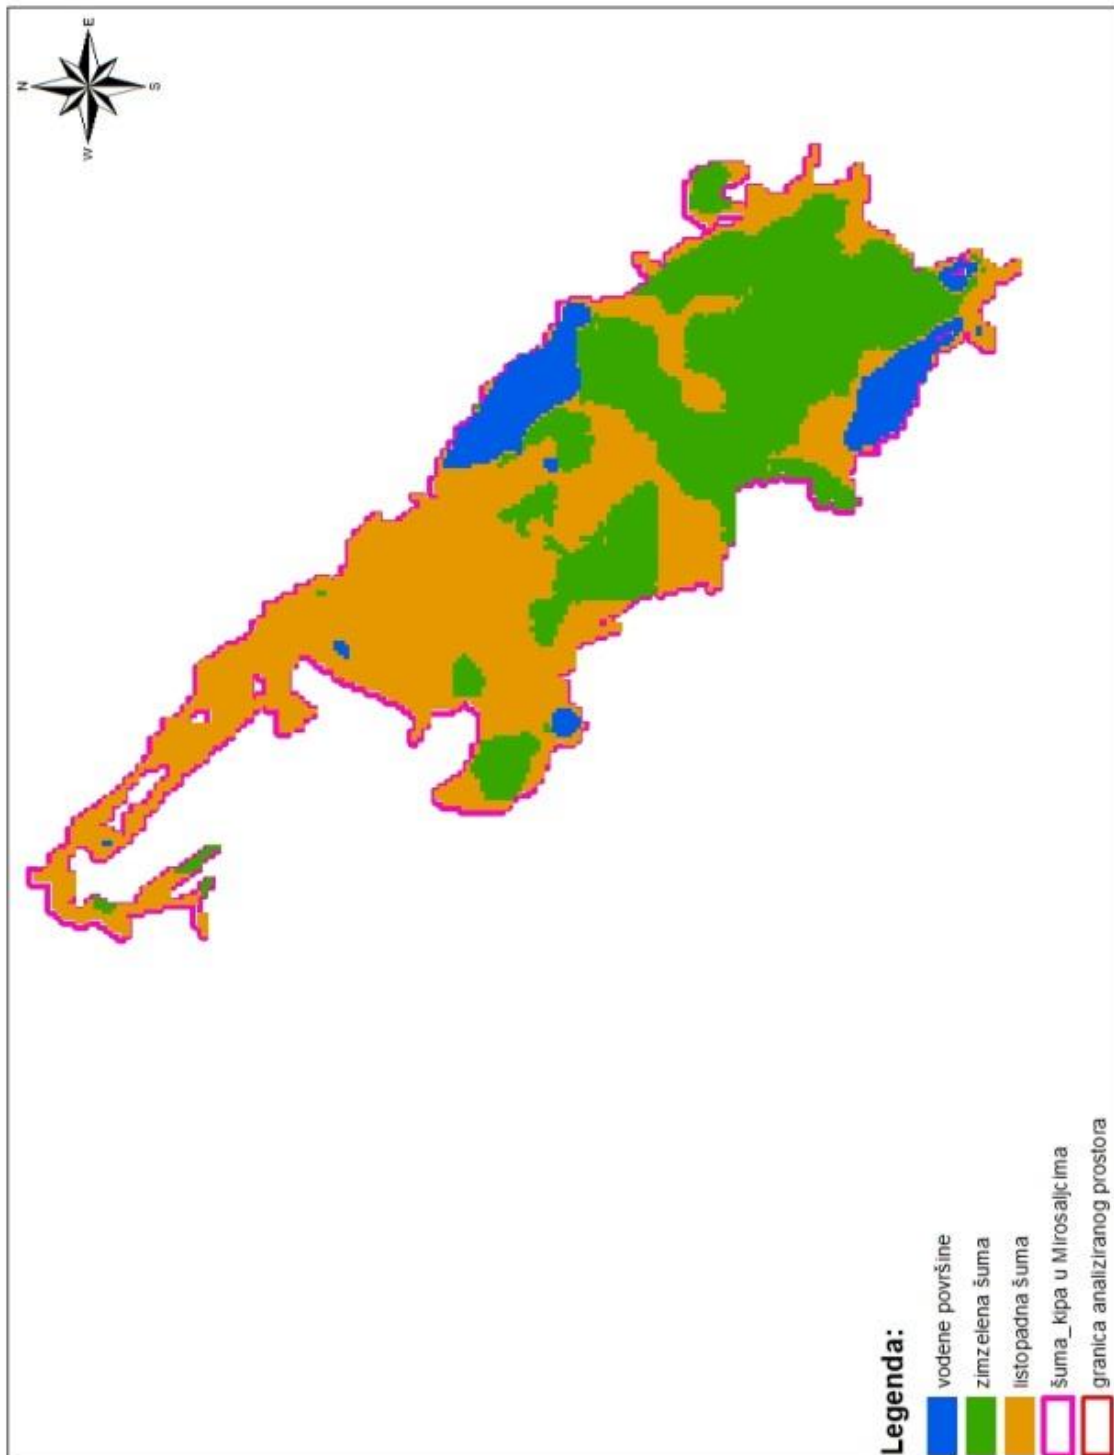 N
E
S
W
Legenda:
vodene površine
zimzelena šuma
listopadna šuma
šuma_kipa u Mirosaljcima
granica analiziranog prostora